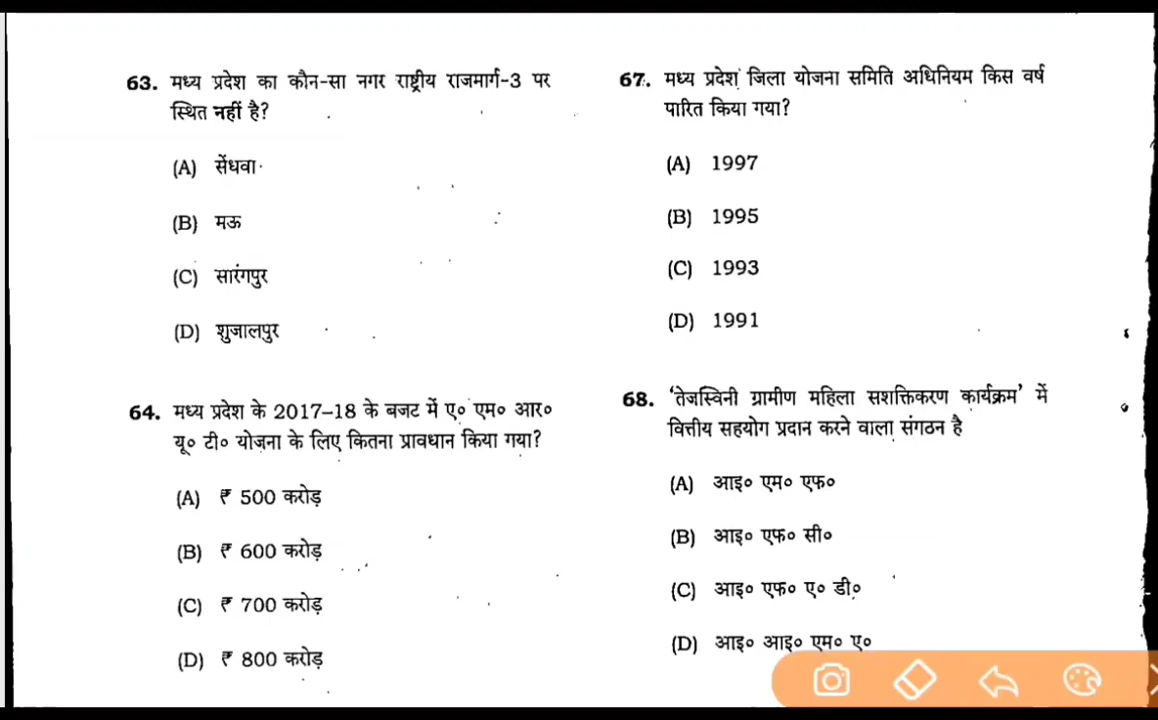 63. मध्य प्रदेश का कौन-सा नगर राष्ट्रीय राजमार्ग-3 पर
स्थित नहीं है?
(A) सेंधवा
(B) मऊ
(C) सारंगपुर
(D) शुजालपुर
64. मध्य प्रदेश के 2017–18 के बजट में ए० एम० आर०
यू० टी० योजना के लिए कितना प्रावधान किया गया?
(A) ₹ 500 करोड़
(B) ₹ 600 करोड़
(C) ₹ 700 करोड़
(D) ₹ 800 करोड़
67. मध्य प्रदेश जिला योजना समिति अधिनियम किस वर्ष
पारित किया गया?
(A) 1997
(B) 1995
(C) 1993
(D) 1991
68. ‘तेजस्विनी ग्रामीण महिला सशक्तिकरण कार्यक्रम’ में
वित्तीय सहयोग प्रदान करने वाला संगठन है
(A) आइ० एम० एफ०
(B) आइ० एफ० सी०
(C) आइ० एफ० ए० डी०
(D) आइ० आइ० एम० ए०